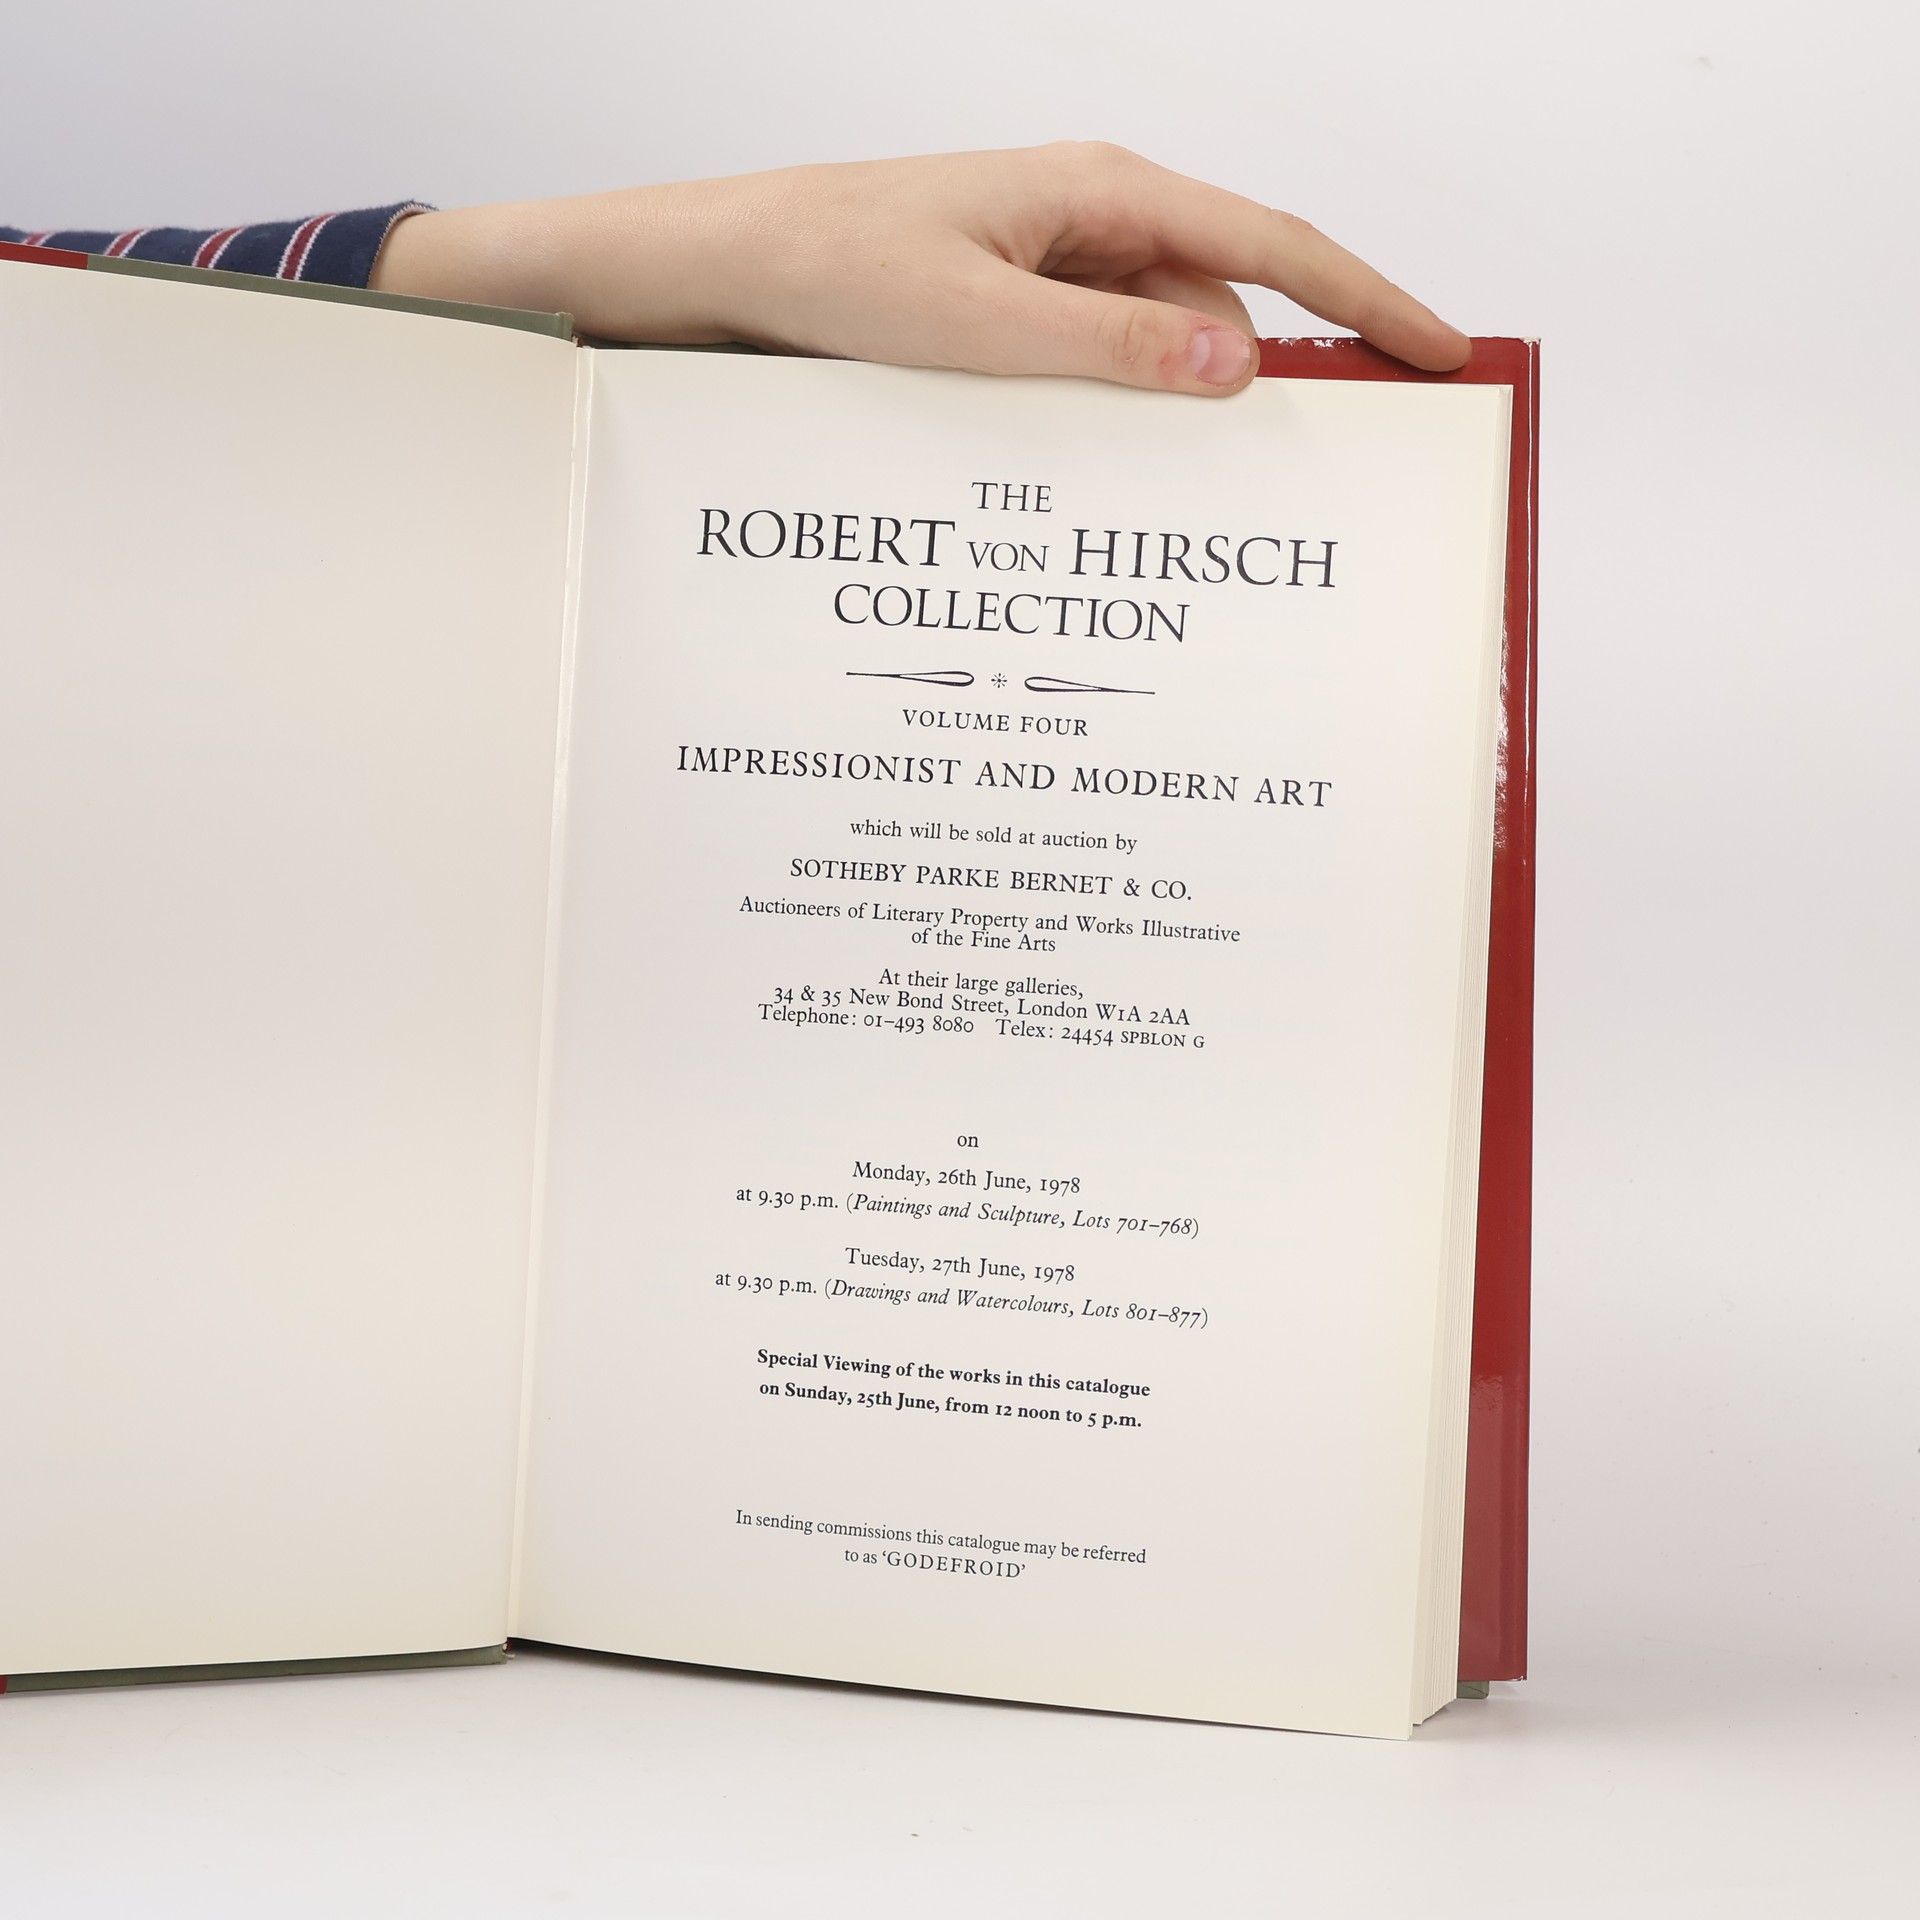 THE
ROBERT VON HIRSCH
COLLECTION
VOLUME FOUR
IMPRESSIONIST AND MODERN ART
which will be sold at auction by
SOTHEBY PARKE BERNET & CO.
Auctioneers of Literary Property and Works Illustrative
of the Fine Arts
At their large galleries,
34 & 35 New Bond Street, London W1A 2AA
Telephone: 01–493 8080 Telex: 24454 SPBLON G
on
Monday, 26th June, 1978
at 9.30 p.m. (Paintings and Sculpture, Lots 701–768)
Tuesday, 27th June, 1978
at 9.30 p.m. (Drawings and Watercolours, Lots 801–877)
Special Viewing of the works in this catalogue
on Sunday, 25th June, from 12 noon to 5 p.m.
In sending commissions this catalogue may be referred
to as ‘GODEFROID’